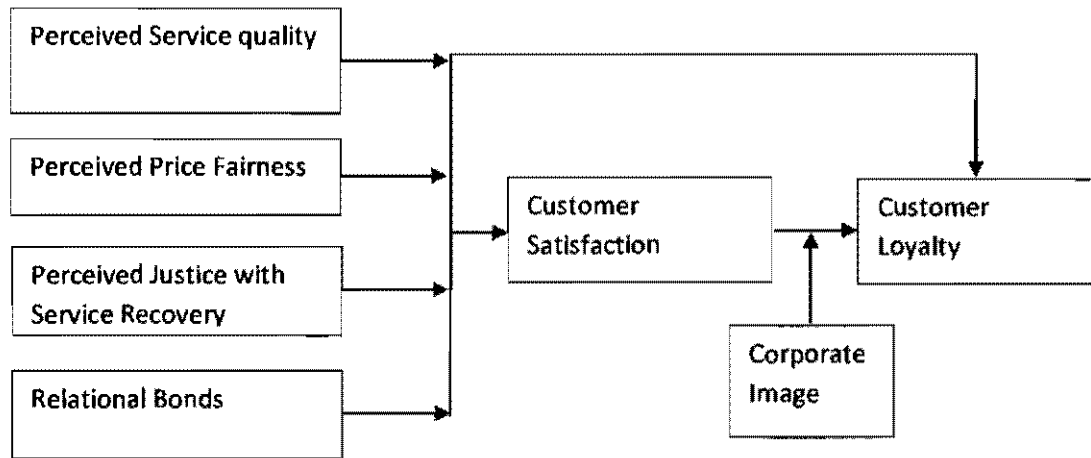 Perceived Service quality
Perceived Price Fairness
Perceived Justice with
Service Recovery
Relational Bonds
Customer
Satisfaction
Customer
Loyalty
Corporate
Image